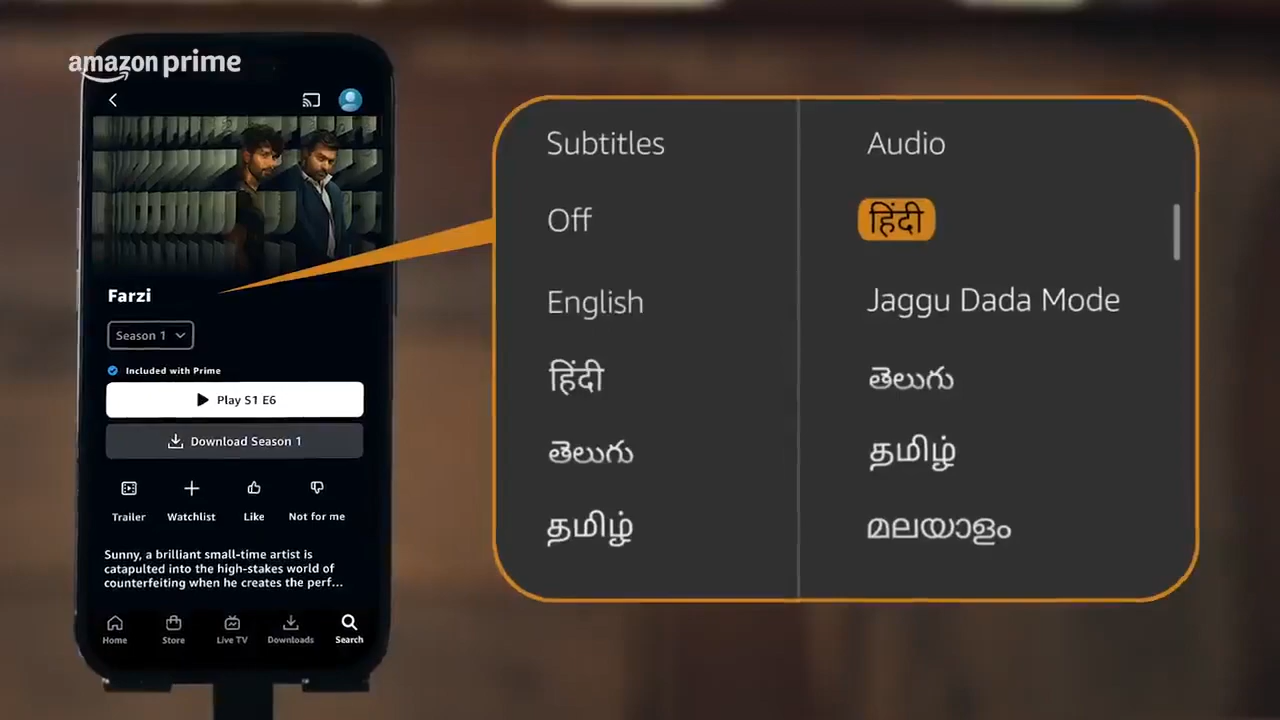 amazon prime
Farzi
Season 1
Included with Prime
Play S1 E6
Download Season 1
Trailer
Watchlist
Like
Not for me
Sunny, a brilliant small-time artist is
catapulted into the high-stakes world of
counterfeiting when he creates the perf...
Home
Store
Live TV
Downloads
Search
Subtitles
Off
English
हिंदी
తెలుగు
தமிழ்
Audio
हिंदी
Jaggu Dada Mode
తెలుగు
தமிழ்
മലയാളം